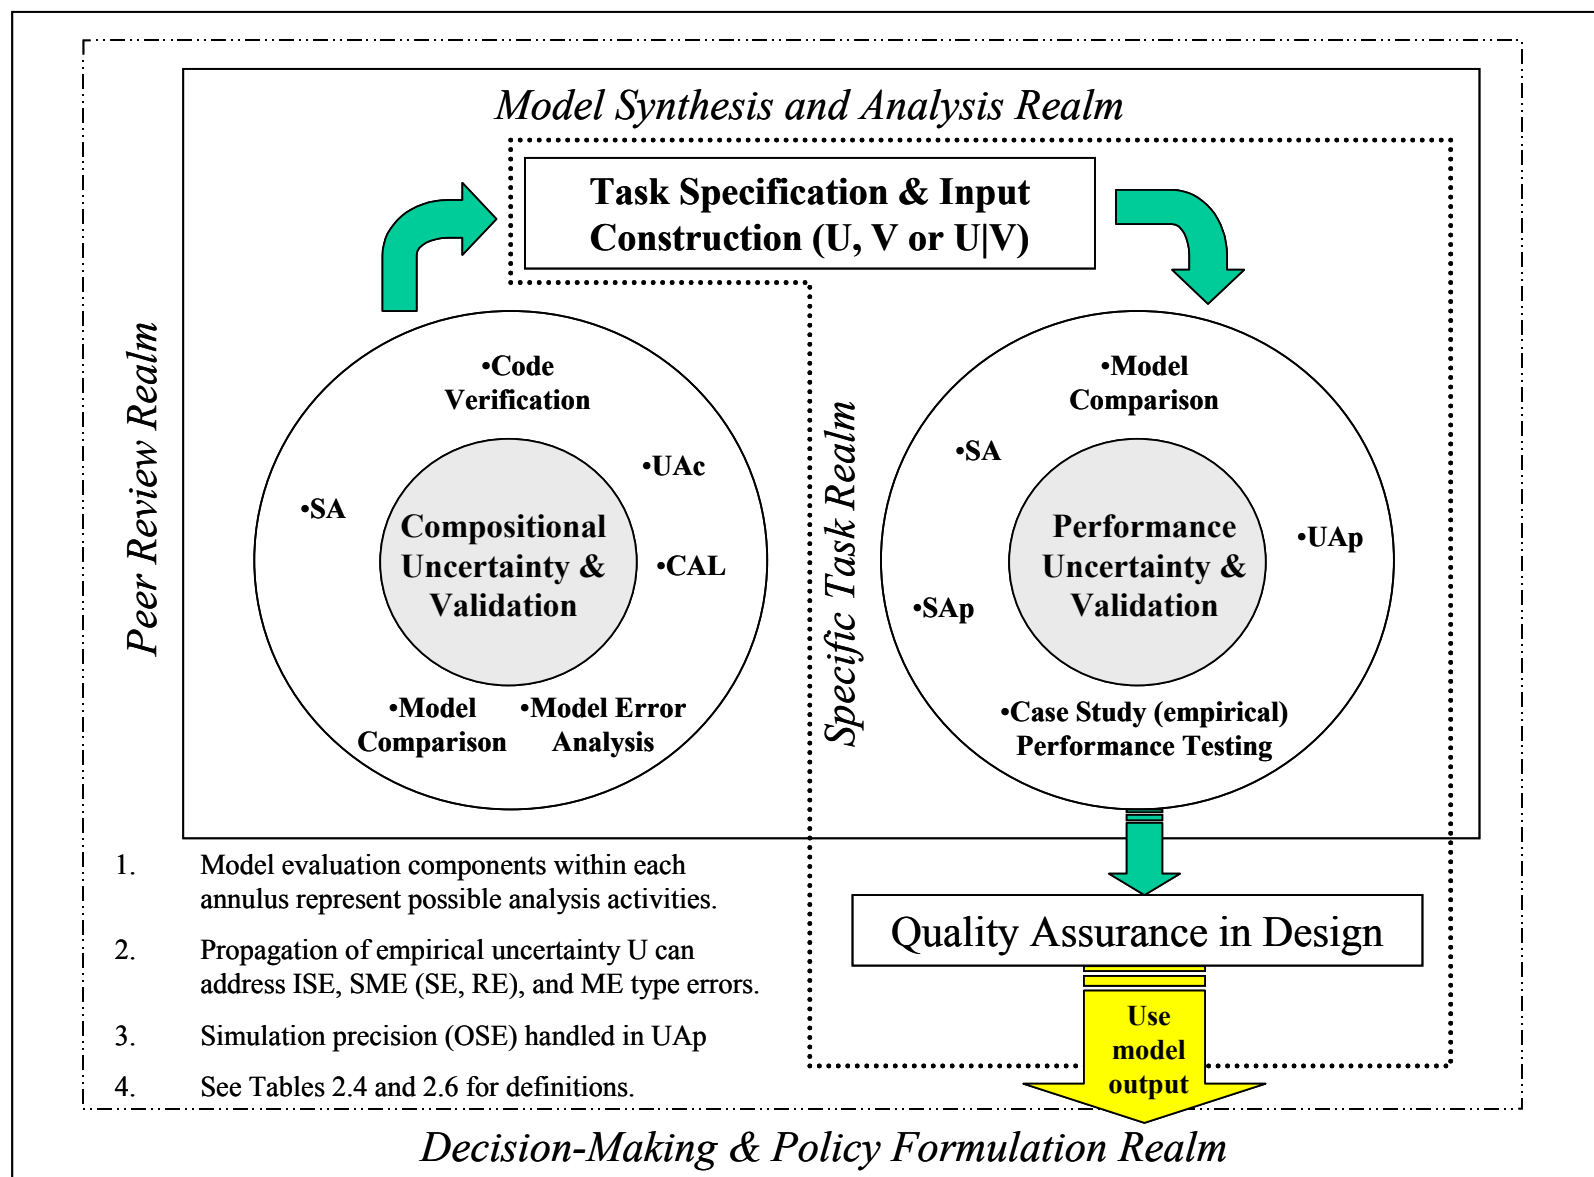 Model Synthesis and Analysis Realm
Task Specification & Input
Construction (U, V or U|V)
Peer Review Realm
•Code
Verification
•UAc
•SA
•CAL
Compositional
Uncertainty &
Validation
•Model
Comparison
•Model Error
Analysis
Specific Task Realm
•Model
Comparison
•SA
•UAp
•SAp
Performance
Uncertainty &
Validation
•Case Study (empirical)
Performance Testing
1. Model evaluation components within each
annulus represent possible analysis activities.
2. Propagation of empirical uncertainty U can
address ISE, SME (SE, RE), and ME type errors.
3. Simulation precision (OSE) handled in UAp
4. See Tables 2.4 and 2.6 for definitions.
Quality Assurance in Design
Use
model
output
Decision-Making & Policy Formulation Realm